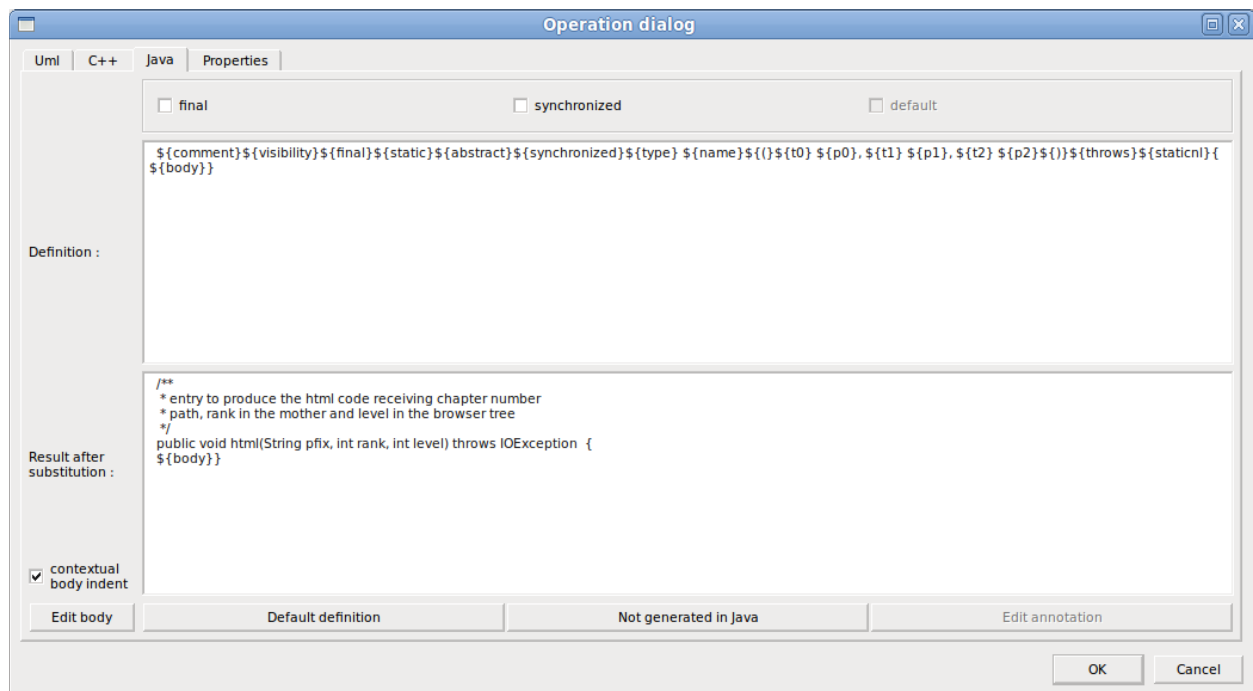 Operation dialog
Uml C++ Java Properties
final synchronized default
Definition :
${comment}${visibility}${final}${static}${abstract}${synchronized}${type} ${name}${(}${t0} ${p0}, ${t1} ${p1}, ${t2} ${p2}${)}${throws}${staticnl}{
${body}}
Result after
substitution :
/**
* entry to produce the html code receiving chapter number
* path, rank in the mother and level in the browser tree
*/
public void html(String pfix, int rank, int level) throws IOException  {
${body}}
contextual
body indent
Edit body Default definition Not generated in Java Edit annotation
OK Cancel